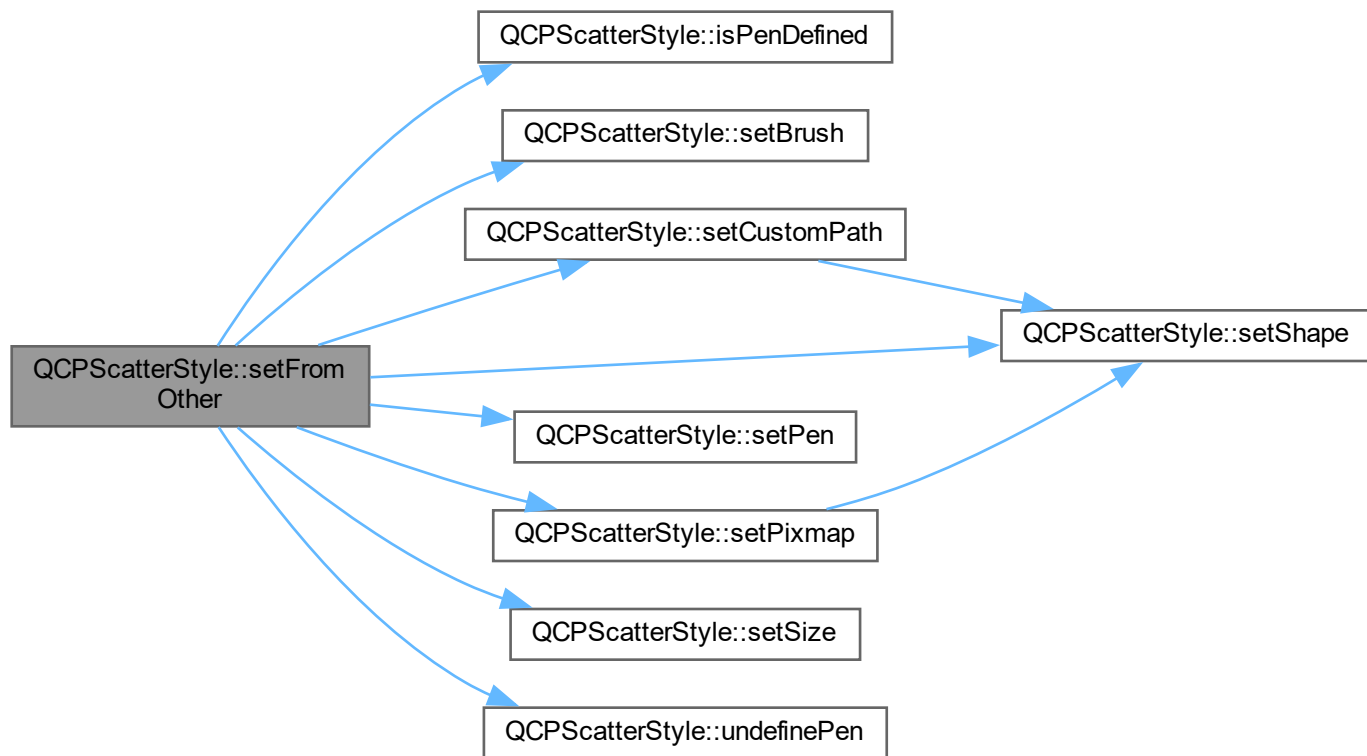 QCPScatterStyle::isPenDefined
QCPScatterStyle::setBrush
QCPScatterStyle::setCustomPath
QCPScatterStyle::setShape
QCPScatterStyle::setFrom
Other
QCPScatterStyle::setPen
QCPScatterStyle::setPixmap
QCPScatterStyle::setSize
QCPScatterStyle::undefinePen